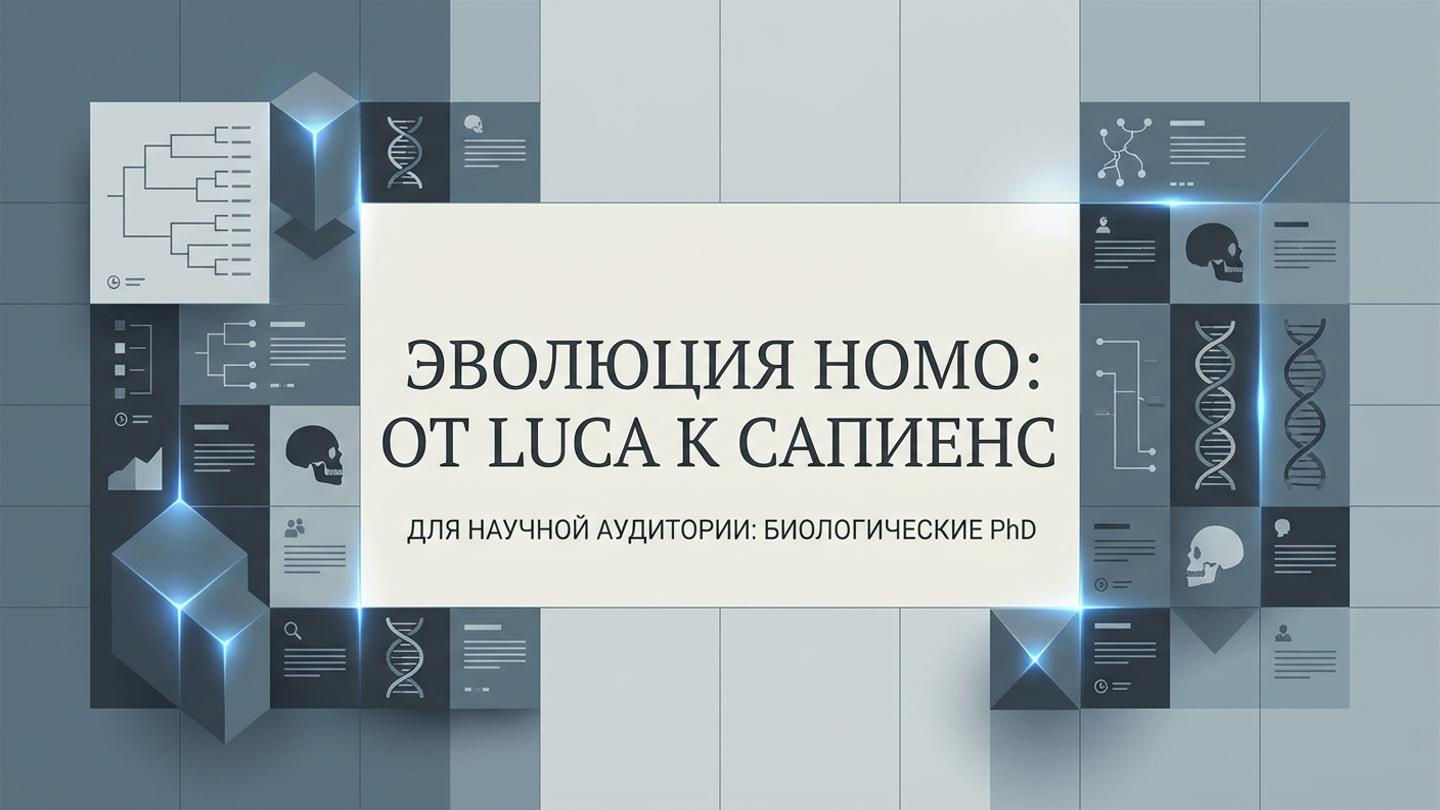 ЭВОЛЮЦИЯ HOMO:
ОТ LUCA К САПИЕНС
ДЛЯ НАУЧНОЙ АУДИТОРИИ: БИОЛОГИЧЕСКИЕ PhD